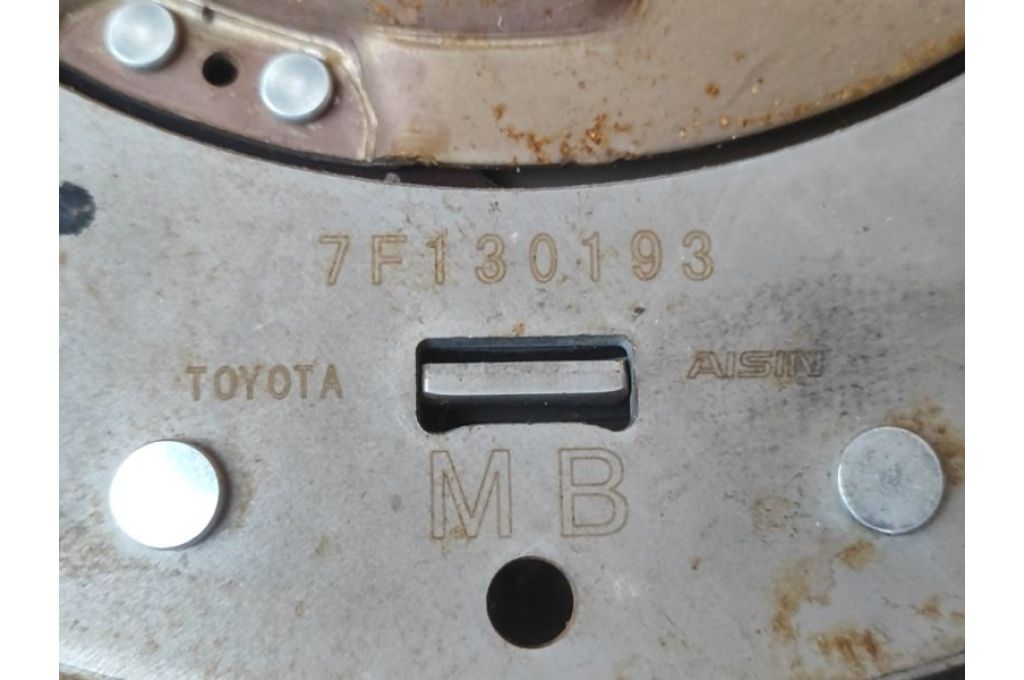 7F130193
TOYOTA AISIN
MB